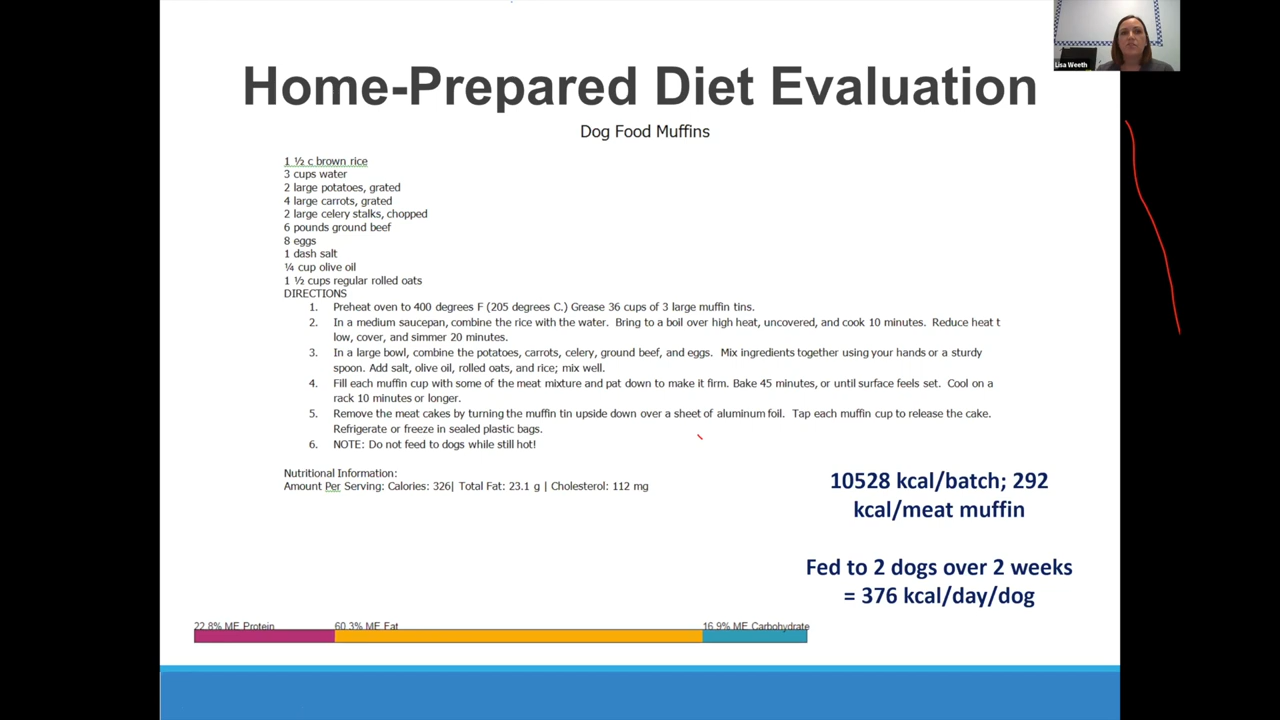 Lisa Weeth
Home-Prepared Diet Evaluation
Dog Food Muffins
1 ½ c brown rice
3 cups water
2 large potatoes, grated
4 large carrots, grated
2 large celery stalks, chopped
6 pounds ground beef
8 eggs
1 dash salt
¼ cup olive oil
1 ½ cups regular rolled oats
DIRECTIONS
1. Preheat oven to 400 degrees F (205 degrees C.) Grease 36 cups of 3 large muffin tins.
2. In a medium saucepan, combine the rice with the water. Bring to a boil over high heat, uncovered, and cook 10 minutes. Reduce heat t
low, cover, and simmer 20 minutes.
3. In a large bowl, combine the potatoes, carrots, celery, ground beef, and eggs. Mix ingredients together using your hands or a sturdy
spoon. Add salt, olive oil, rolled oats, and rice; mix well.
4. Fill each muffin cup with some of the meat mixture and pat down to make it firm. Bake 45 minutes, or until surface feels set. Cool on a
rack 10 minutes or longer.
5. Remove the meat cakes by turning the muffin tin upside down over a sheet of aluminum foil. Tap each muffin cup to release the cake.
Refrigerate or freeze in sealed plastic bags.
6. NOTE: Do not feed to dogs while still hot!
Nutritional Information:
Amount Per Serving: Calories: 326| Total Fat: 23.1 g | Cholesterol: 112 mg
10528 kcal/batch; 292
kcal/meat muffin
Fed to 2 dogs over 2 weeks
= 376 kcal/day/dog
22.8% ME Protein 60.3% ME Fat 16.9% ME Carbohydrate